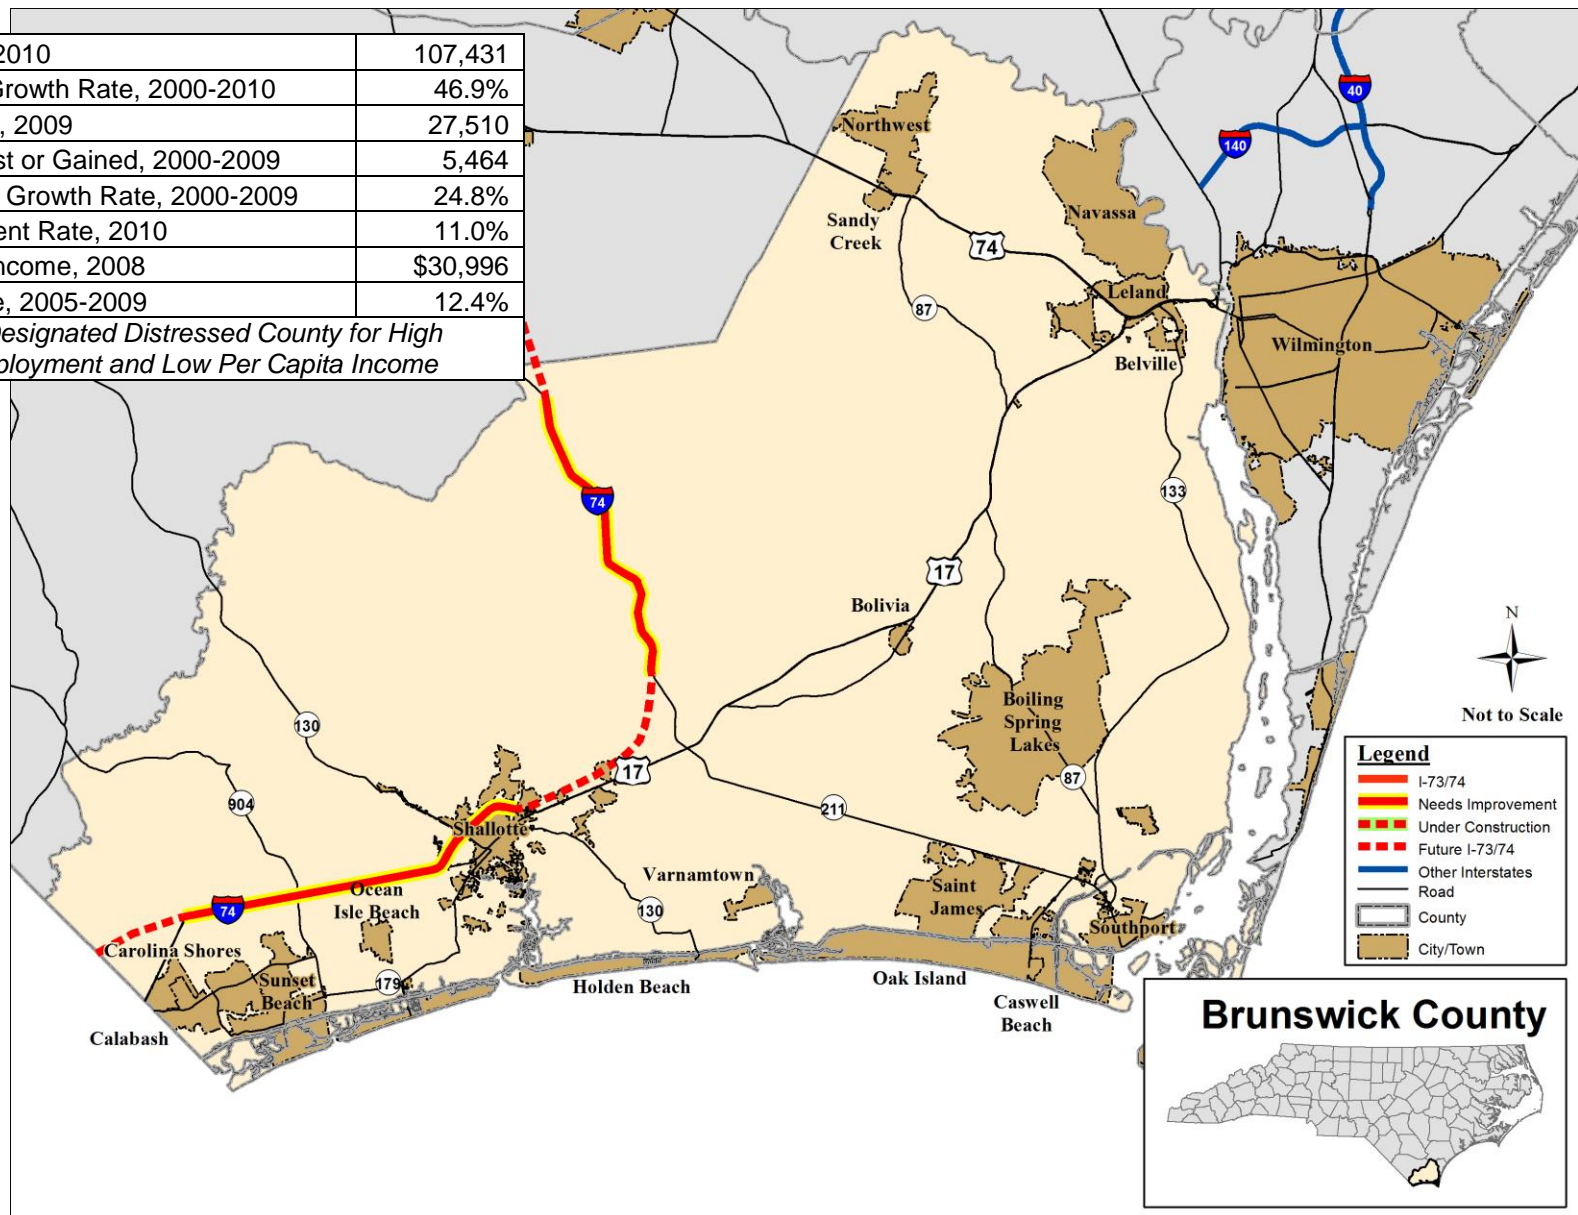 2010 107,431
Growth Rate, 2000-2010 46.9%
, 2009 27,510
st or Gained, 2000-2009 5,464
Growth Rate, 2000-2009 24.8%
ent Rate, 2010 11.0%
ncome, 2008 $30,996
e, 2005-2009 12.4%
Designated Distressed County for High
ployment and Low Per Capita Income
40
140
Northwest
Navassa
Sandy
Creek
74
87
Leland
Belville
Wilmington
74
133
17
Bolivia
N
Not to Scale
Boiling
Spring
Lakes
130
17
87
904
211
Shallotte
Legend
I-73/74
Needs Improvement
Under Construction
Future I-73/74
Other Interstates
Road
County
City/Town
Varnamtown
Ocean
Isle Beach
Saint
James
74
130
Southport
Carolina Shores
Sunset
Beach
179
Holden Beach
Oak Island
Caswell
Beach
Calabash
Brunswick County